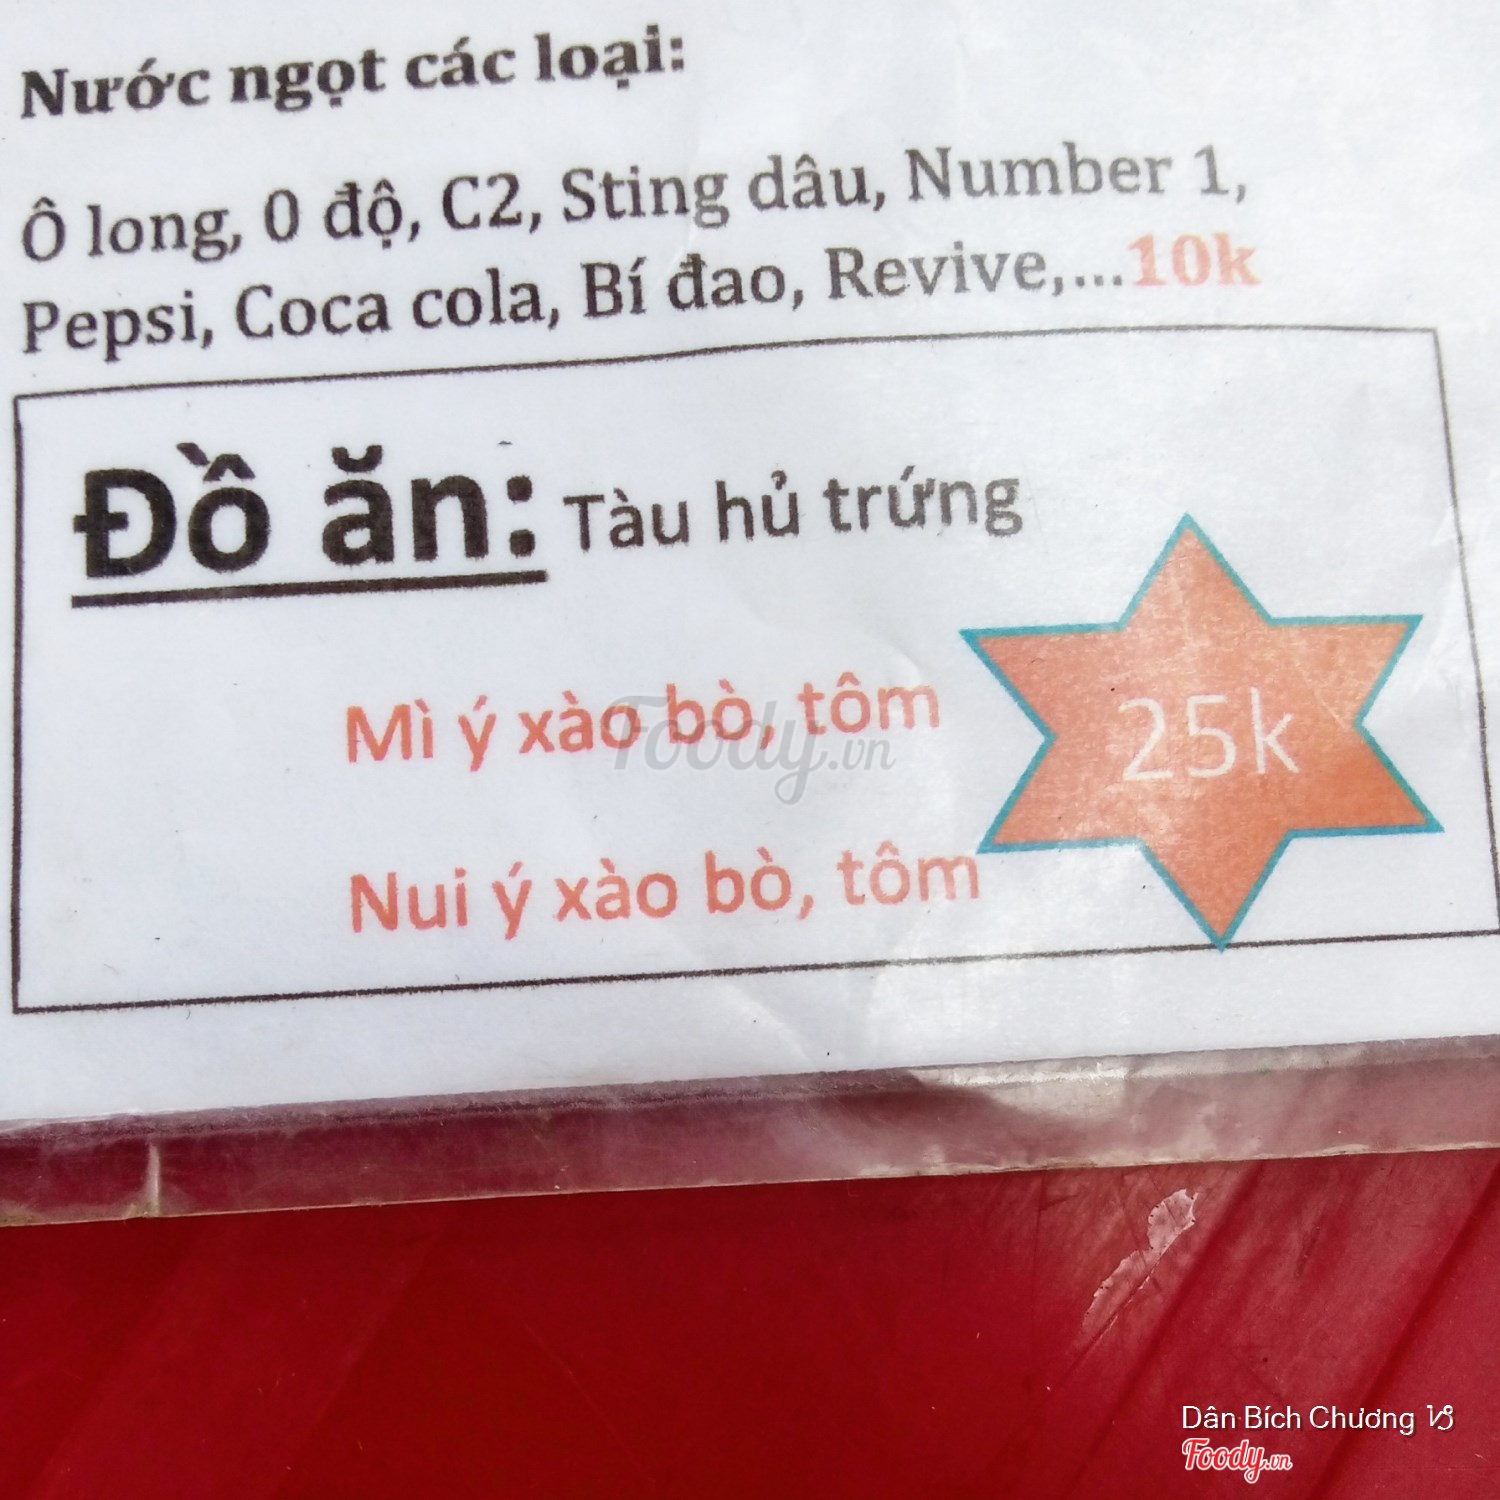 Nước ngọt các loại:
Ô long, 0 độ, C2, Sting dâu, Number 1,
Pepsi, Coca cola, Bí đao, Revive,...10k
Đồ ăn: Tàu hủ trứng
Mì ý xào bò, tôm
25k
Foody.vn
Nui ý xào bò, tôm
Dân Bích Chương
Foody.vn